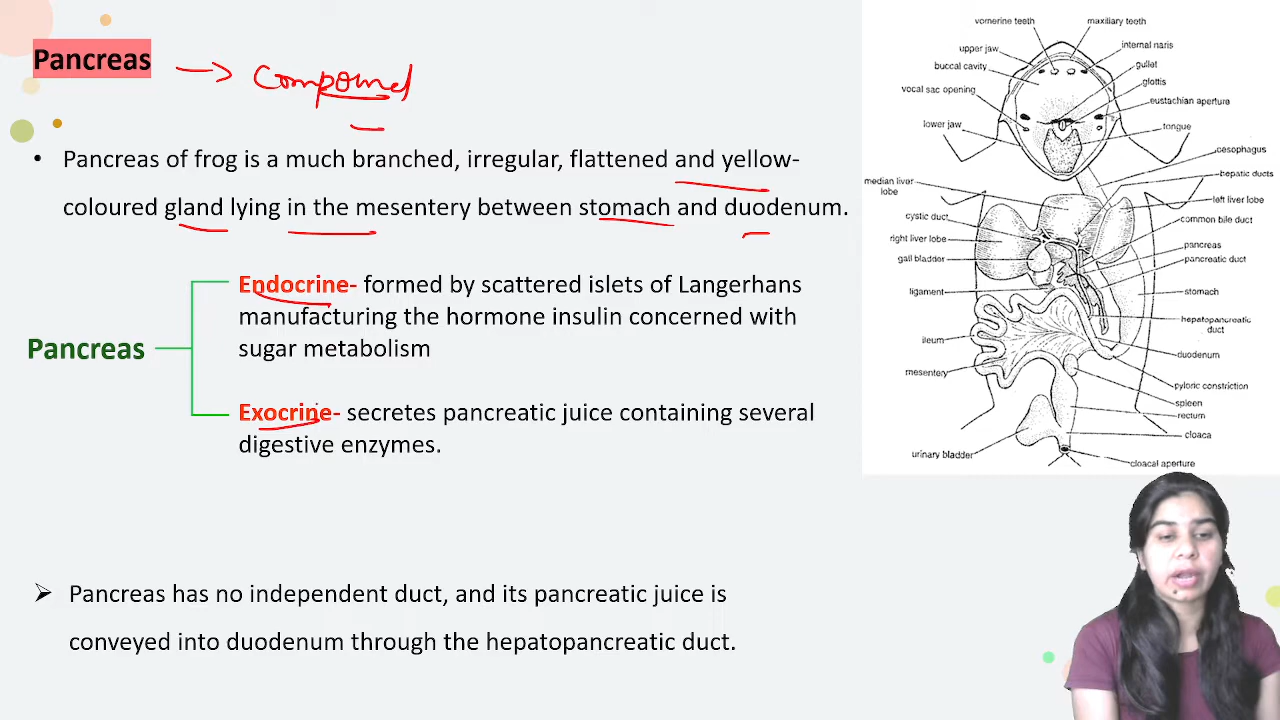 Pancreas → Compound
• Pancreas of frog is a much branched, irregular, flattened and yellow-
coloured gland lying in the mesentery between stomach and duodenum.
Pancreas
Endocrine- formed by scattered islets of Langerhans
manufacturing the hormone insulin concerned with
sugar metabolism
Exocrine- secretes pancreatic juice containing several
digestive enzymes.
➢ Pancreas has no independent duct, and its pancreatic juice is
conveyed into duodenum through the hepatopancreatic duct.
vomerine teeth
maxillary teeth
upper jaw
internal naris
buccal cavity
gullet
glottis
vocal sac opening
eustachian aperture
lower jaw
tongue
oesophagus
hepatic ducts
median liver
lobe
left liver lobe
cystic duct
common bile duct
right liver lobe
pancreas
gall bladder
pancreatic duct
ligament
stomach
hepatopancreatic
duct
ileum
duodenum
mesentery
pyloric constriction
spleen
rectum
cloaca
urinary bladder
cloacal aperture